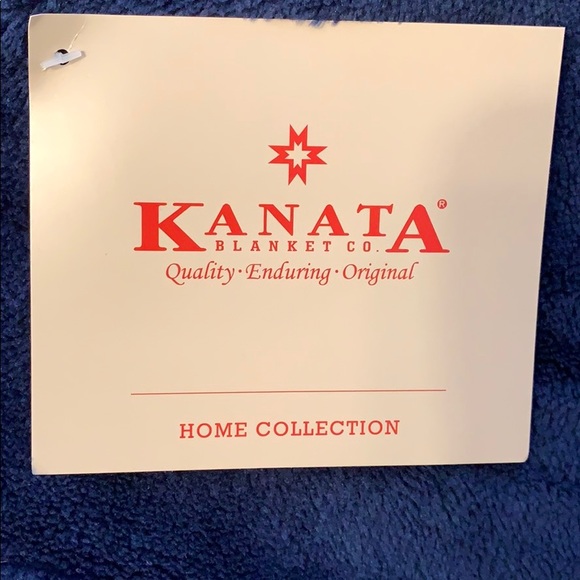 KANATA®
BLANKET CO.
Quality · Enduring · Original
HOME COLLECTION